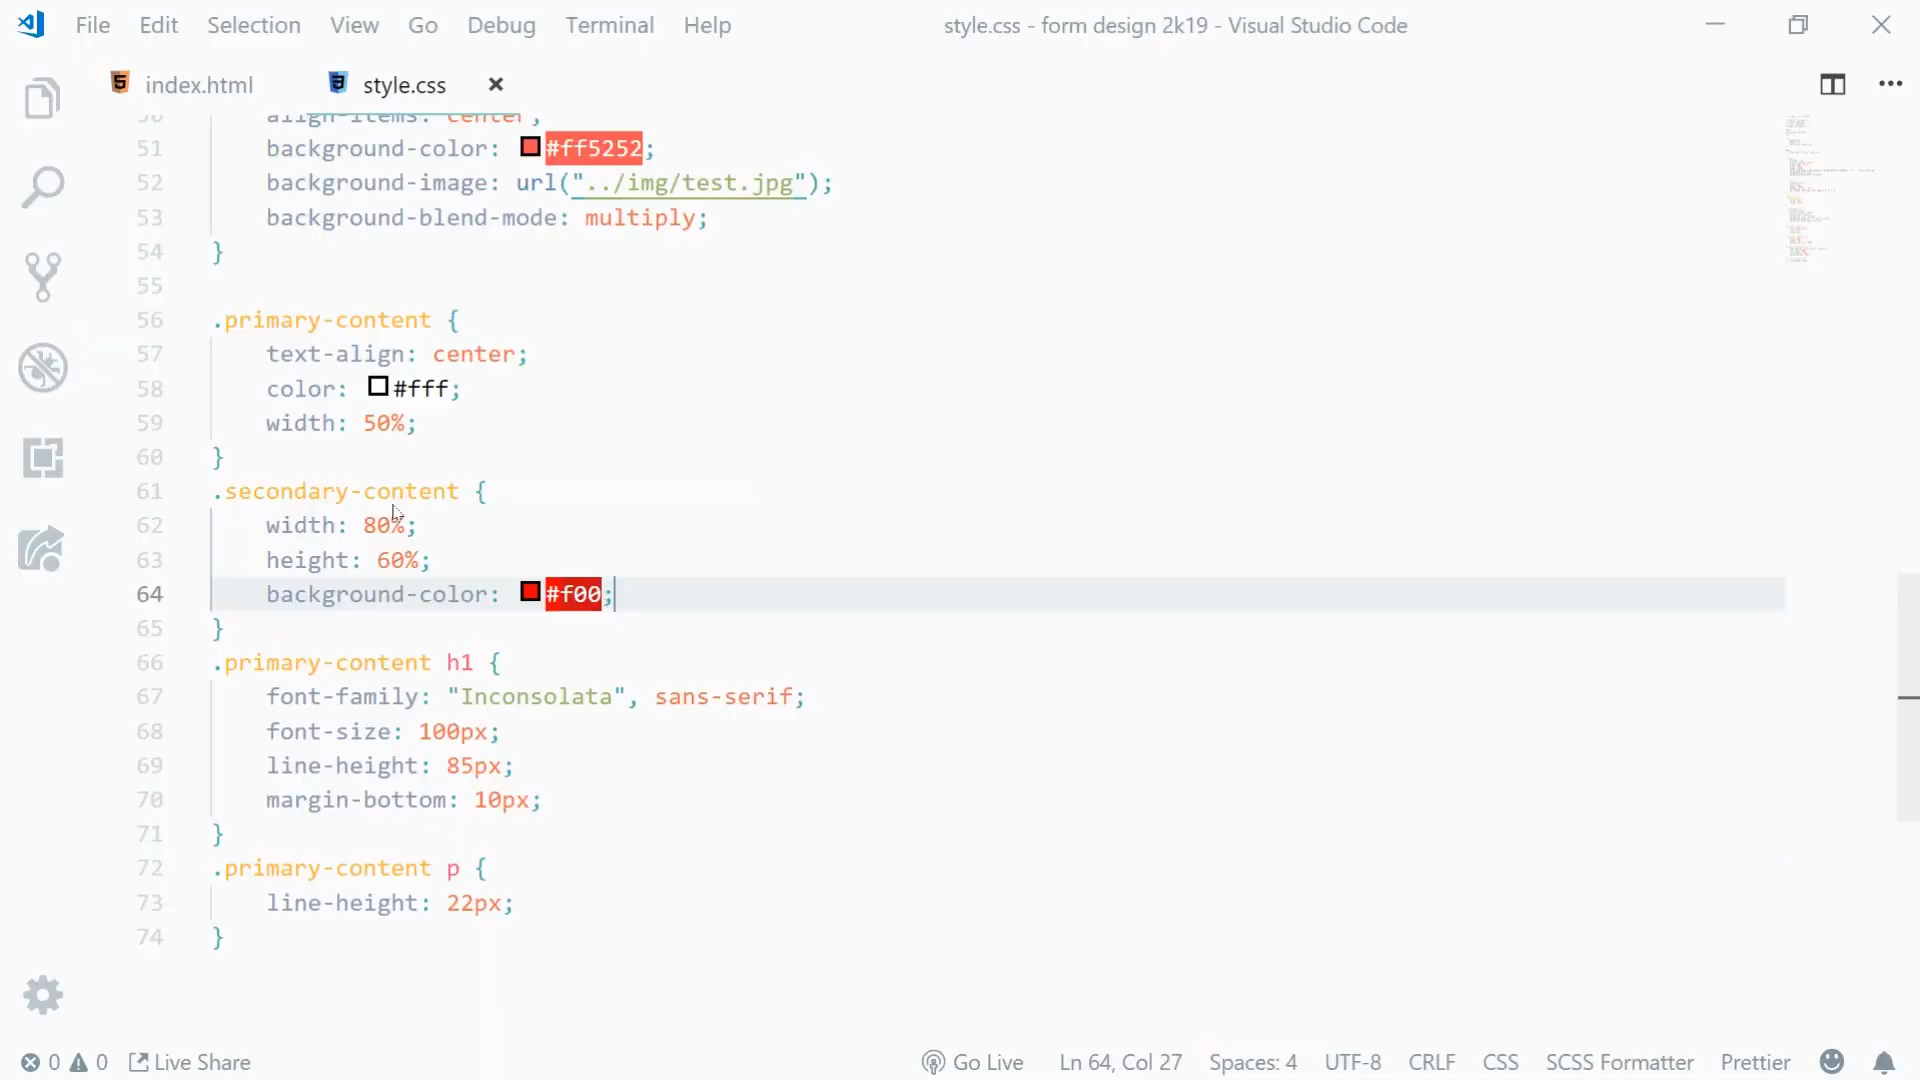 File Edit Selection View Go Debug Terminal Help style.css - form design 2k19 - Visual Studio Code
index.html style.css
50 align-items: center;
51 background-color: #ff5252;
52 background-image: url("../img/test.jpg");
53 background-blend-mode: multiply;
54 }
55
56 .primary-content {
57 text-align: center;
58 color: #fff;
59 width: 50%;
60 }
61 .secondary-content {
62 width: 80%;
63 height: 60%;
64 background-color: #f00;
65 }
66 .primary-content h1 {
67 font-family: "Inconsolata", sans-serif;
68 font-size: 100px;
69 line-height: 85px;
70 margin-bottom: 10px;
71 }
72 .primary-content p {
73 line-height: 22px;
74 }
0 0 Live Share Go Live Ln 64, Col 27 Spaces: 4 UTF-8 CRLF CSS SCSS Formatter Prettier